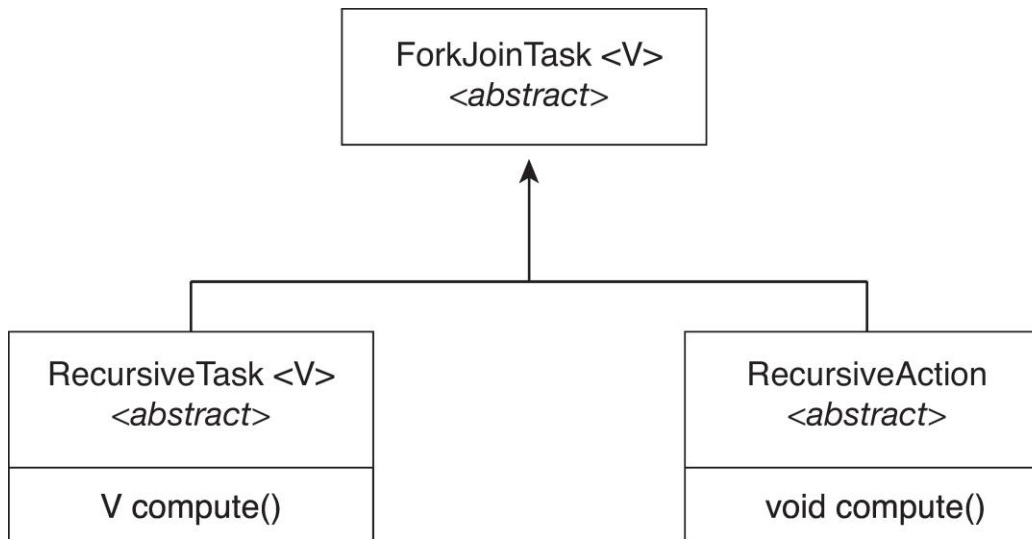 ForkJoinTask <V>
<abstract>
RecursiveTask <V>
<abstract>
V compute()
RecursiveAction
<abstract>
void compute()